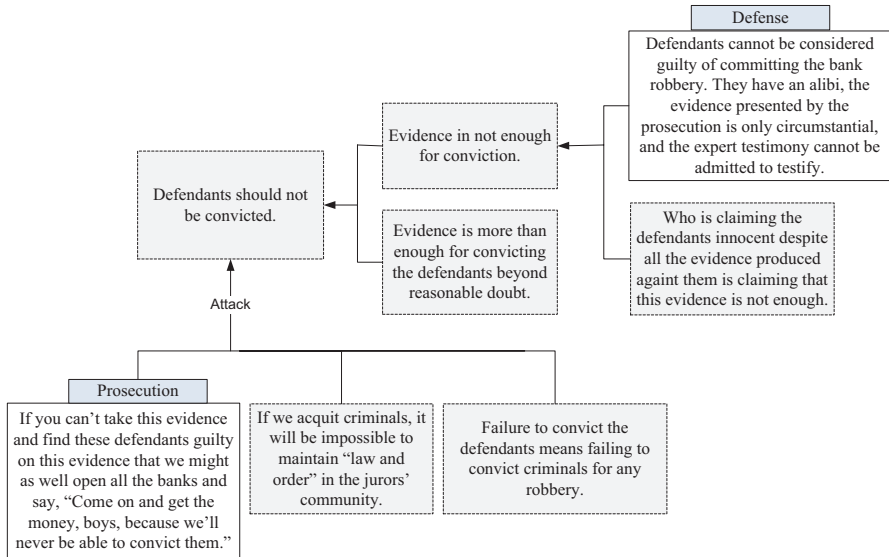 Defense
Defendants cannot be considered
guilty of committing the bank
robbery. They have an alibi, the
evidence presented by the
prosecution is only circumstantial,
and the expert testimony cannot be
admitted to testify.
Evidence in not enough
for conviction.
Defendants should not
be convicted.
Evidence is more than
enough for convicting
the defendants beyond
reasonable doubt.
Who is claiming the
defendants innocent despite
all the evidence produced
againt them is claiming that
this evidence is not enough.
Attack
Prosecution
If you can’t take this evidence
and find these defendants guilty
on this evidence that we might
as well open all the banks and
say, “Come on and get the
money, boys, because we’ll
never be able to convict them.”
If we acquit criminals, it
will be impossible to
maintain “law and
order” in the jurors’
community.
Failure to convict the
defendants means failing to
convict criminals for any
robbery.